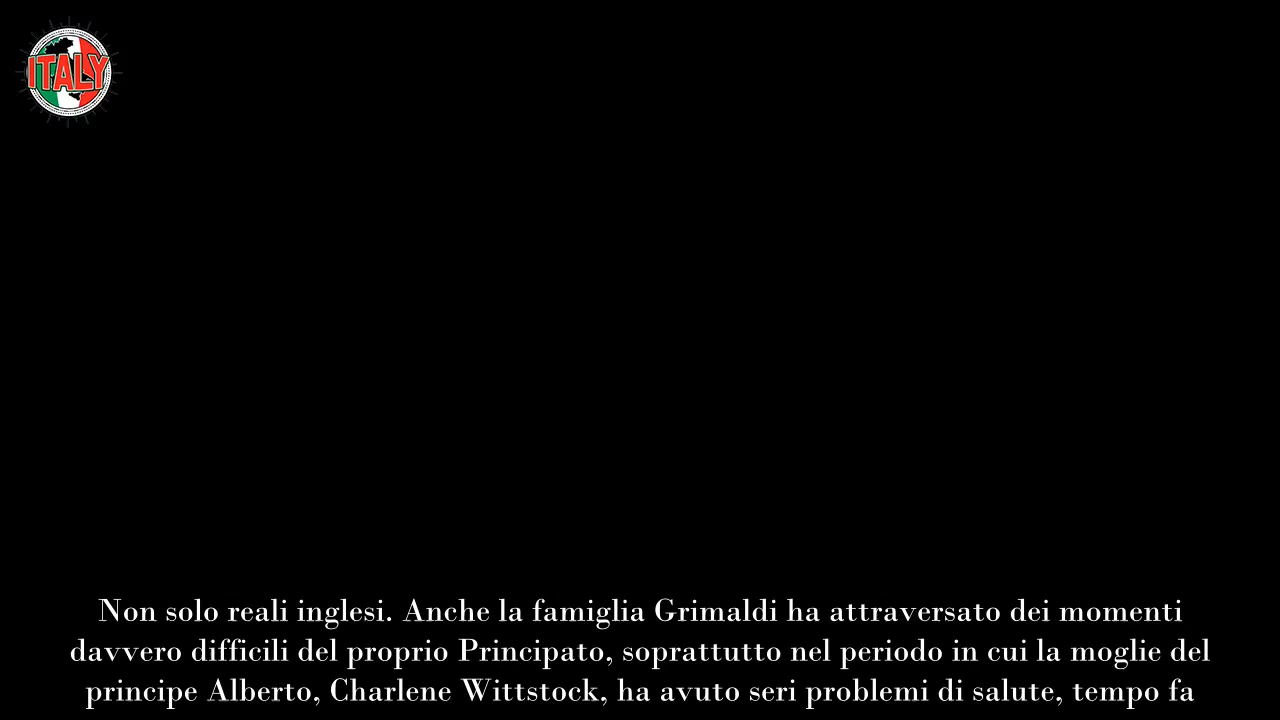 ITALY
Non solo reali inglesi. Anche la famiglia Grimaldi ha attraversato dei momenti
davvero difficili del proprio Principato, soprattutto nel periodo in cui la moglie del
principe Alberto, Charlene Wittstock, ha avuto seri problemi di salute, tempo fa